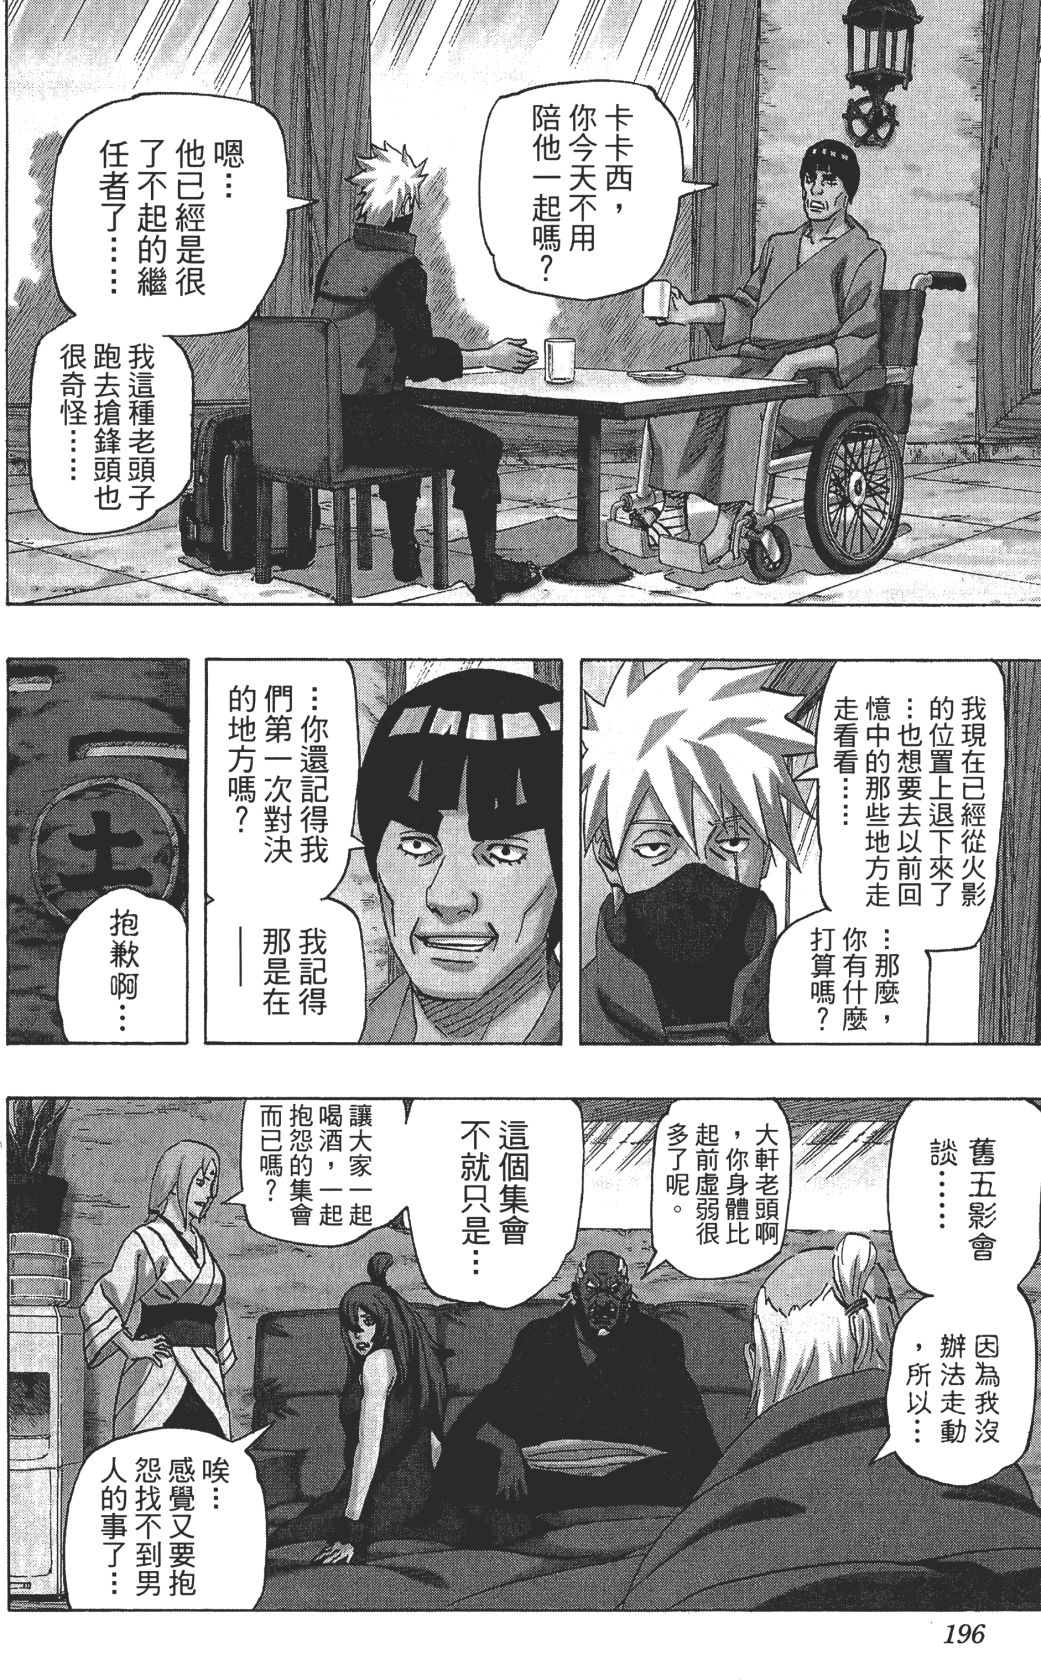 卡卡西，
你今天不用
陪他一起嗎？
嗯…
他已經是很
了不起的繼
任者了……
我這種老頭子
跑去搶鋒頭也
很奇怪……
我現在已經從火影
的位置上退下來了
…也想要去以前回
憶中的那些地方走
走看看……
…那麼，
你有什麼
打算嗎？
…你還記得我
們第一次對決
的地方嗎？
我記得
那是在
——
土
抱歉啊…
舊五影會
談……
因為我沒
辦法走動
，所以…
大軒老頭啊
，你身體比
起前虛弱很
多了呢。
這個集會
不就只是…
讓大家一起
喝酒，一起
抱怨的集會
而已嗎？
唉…
感覺又要抱
怨找不到男
人的事了…
196